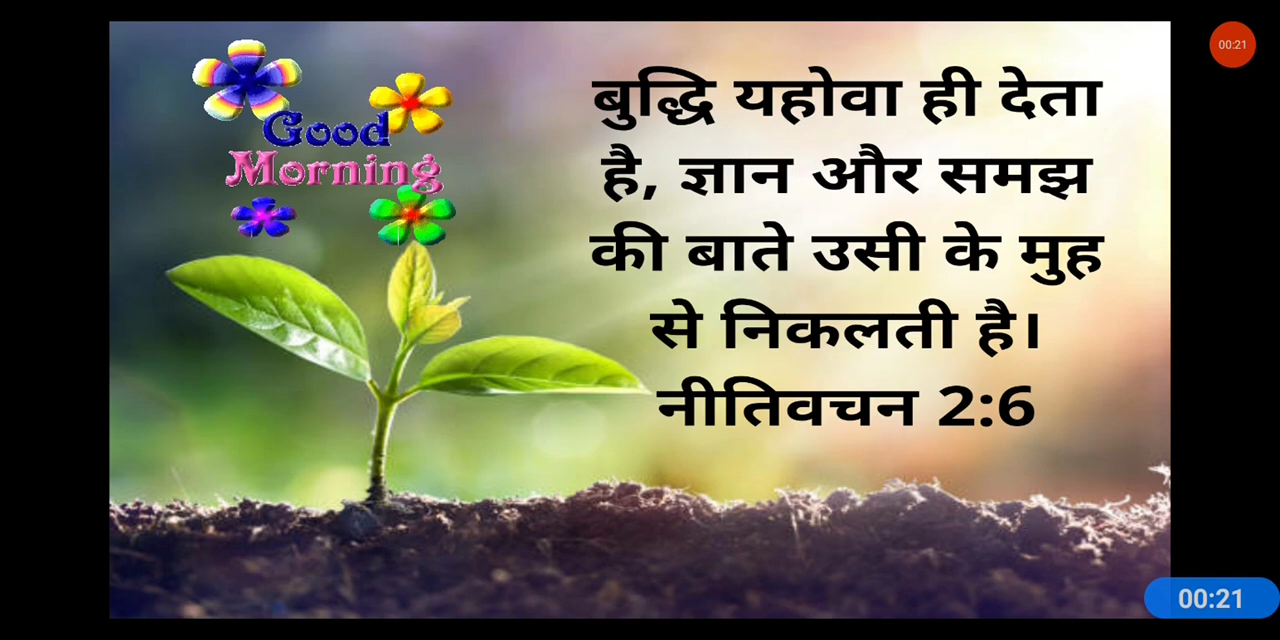 00:21
Good
Morning
बुद्धि यहोवा ही देता
है, ज्ञान और समझ
की बाते उसी के मुह
से निकलती है।
नीतिवचन 2:6
00:21